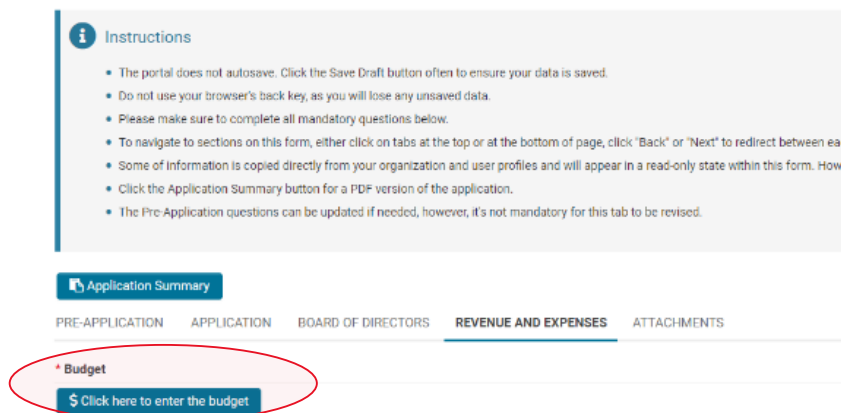 Instructions
The portal does not autosave. Click the Save Draft button often to ensure your data is saved.
Do not use your browser's back key, as you will lose any unsaved data.
Please make sure to complete all mandatory questions below.
To navigate to sections on this form, either click on tabs at the top or at the bottom of page, click "Back" or "Next" to redirect between ea
Some of information is copied directly from your organization and user profiles and will appear in a read-only state within this form. How
Click the Application Summary button for a PDF version of the application.
The Pre-Application questions can be updated if needed, however, it's not mandatory for this tab to be revised.
Application Summary
PRE-APPLICATION APPLICATION BOARD OF DIRECTORS REVENUE AND EXPENSES ATTACHMENTS
* Budget
$ Click here to enter the budget